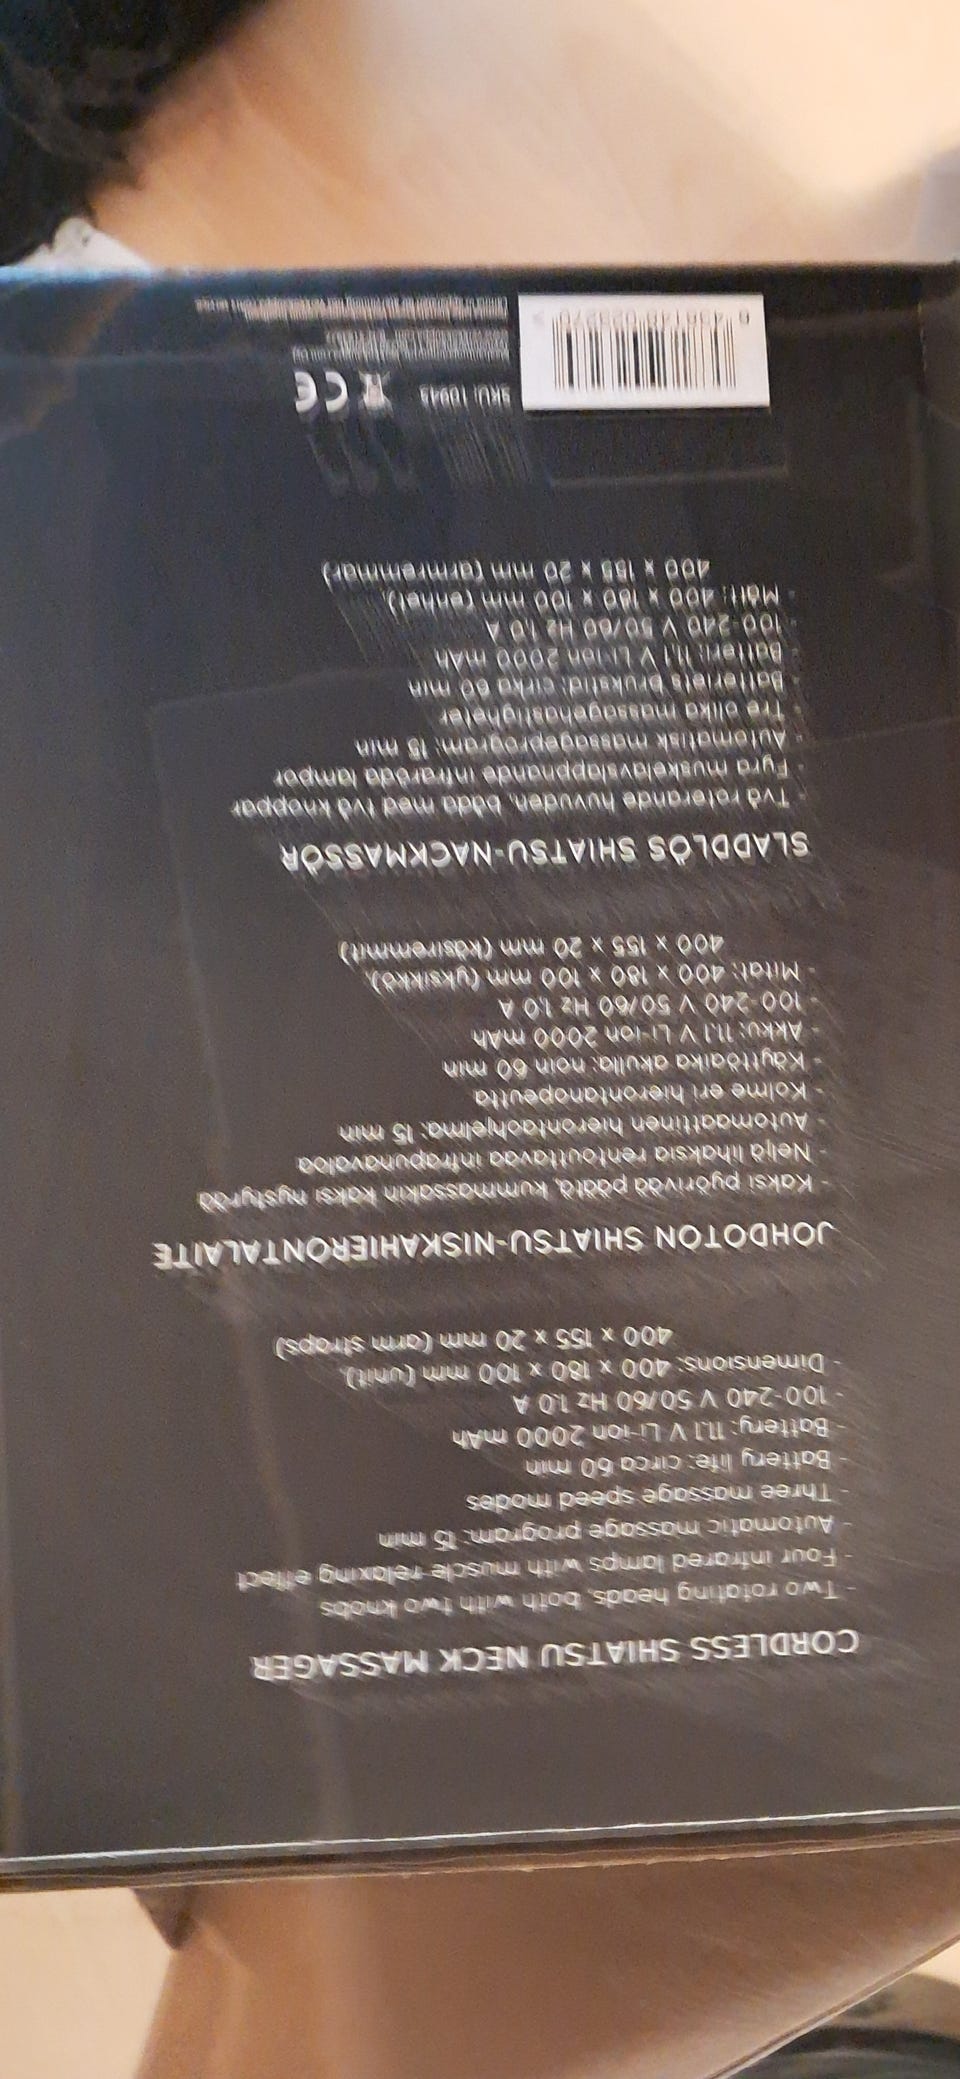 CORDLESS SHIATSU NECK MASSAGER
- Two rotating heads, both with two knobs
- Four infrared lamps with muscle relaxing effect
- Automatic massage program: 15 min
- Three massage speed modes
- Battery life: circa 60 min
- Battery: 11.1 V Li-ion 2000 mAh
- 100-240 V 50/60 Hz 1.0 A
- Dimensions: 400 x 180 x 100 mm (unit),
400 x 155 x 20 mm (arm straps)
JOHDOTON SHIATSU-NISKAHIERONTALAITE
- Kaksi pyörivää päätä, kummassakin kaksi nystyrää
- Neljä lihaksia rentouttavaa infrapunavaloa
- Automaattinen hierontaohjelma: 15 min
- Kolme eri hierontanopeutta
- Käyttöaika akulla: noin 60 min
- Akku: 11.1 V Li-ion 2000 mAh
- 100-240 V 50/60 Hz 1.0 A
- Mitat: 400 x 180 x 100 mm (yksikkö),
400 x 155 x 20 mm (käsiremmit)
SLADDLÖS SHIATSU-NACKMASSÖR
- Två roterande huvuden, båda med två knoppar
- Fyra muskelavslappnande infraröda lampor
- Automatisk massageprogram: 15 min
- Tre olika massagehastigheter
- Batteriets brukstid: cirka 60 min
- Batteri: 11.1 V Li-ion 2000 mAh
- 100-240 V 50/60 Hz 1.0 A
- Mått: 400 x 180 x 100 mm (enhet),
400 x 155 x 20 mm (armremmar)
SKU: CE